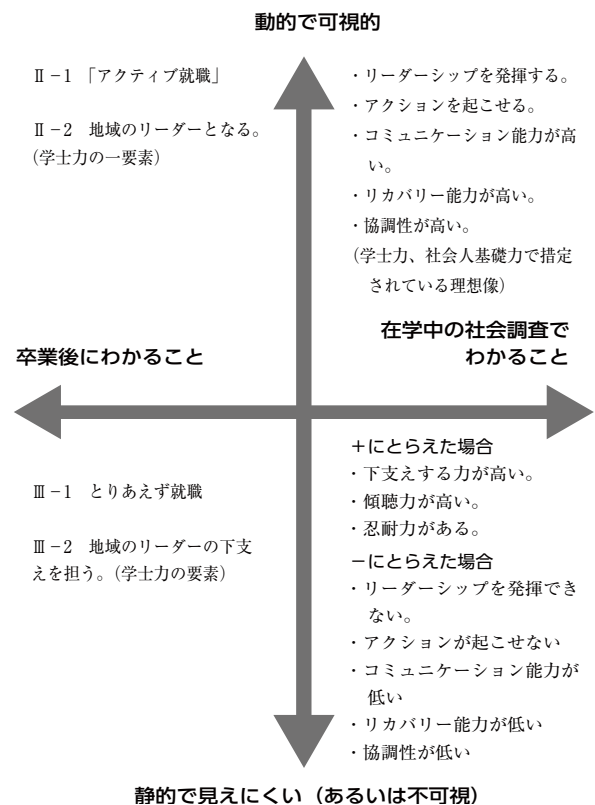 動的で可視的
Ⅱ－1 「アクティブ就職」
Ⅱ－2　地域のリーダーとなる。
（学士力の一要素）
・リーダーシップを発揮する。
・アクションを起こせる。
・コミュニケーション能力が高
い。
・リカバリー能力が高い。
・協調性が高い。
（学士力、社会人基礎力で措定
されている理想像）
卒業後にわかること
在学中の社会調査で
わかること
Ⅲ－1　とりあえず就職
Ⅲ－2　地域のリーダーの下支
えを担う。（学士力の要素）
＋にとらえた場合
・下支えする力が高い。
・傾聴力が高い。
・忍耐力がある。
－にとらえた場合
・リーダーシップを発揮でき
ない。
・アクションが起こせない
・コミュニケーション能力が
低い
・リカバリー能力が低い
・協調性が低い
静的で見えにくい（あるいは不可視）